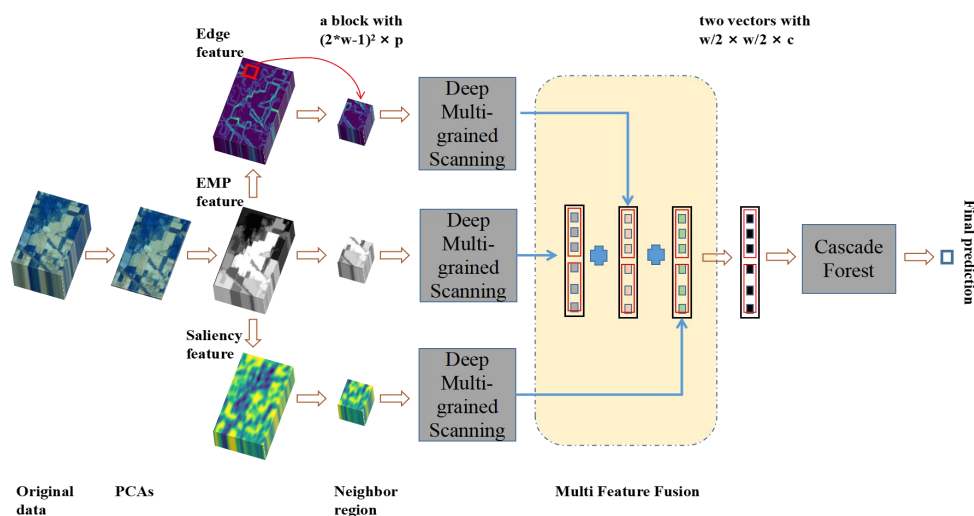 Edge
feature
a block with
(2*w-1)² × p
two vectors with
w/2 × w/2 × c
Deep
Multi-
grained
Scanning
EMP
feature
Deep
Multi-
grained
Scanning
Cascade
Forest
Final prediction
Saliency
feature
Deep
Multi-
grained
Scanning
Original
data
PCAs
Neighbor
region
Multi Feature Fusion